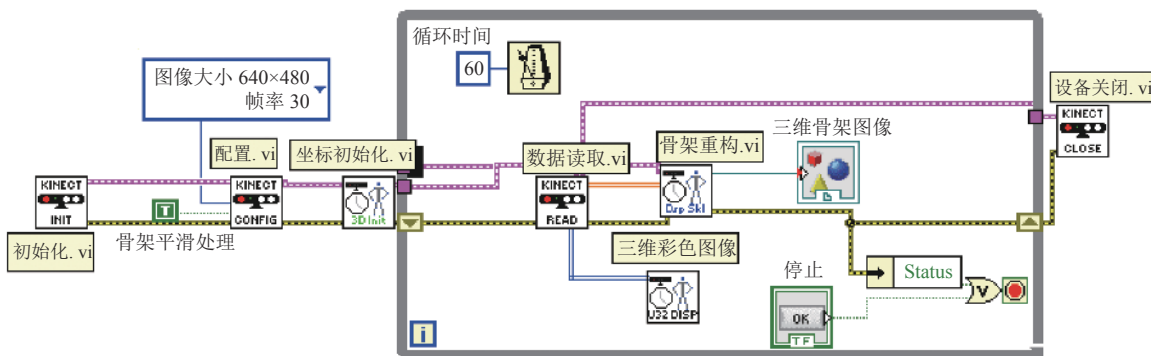 循环时间
60
图像大小 640×480
帧率 30
设备关闭. vi
KINECT
CLOSE
配置. vi
坐标初始化. vi
数据读取.vi
骨架重构.vi
三维骨架图像
KINECT
INIT
T
KINECT
CONFIG
3D Init
KINECT
READ
Dsp Skl
初始化. vi
骨架平滑处理
三维彩色图像
U32 DISP
停止
OK
TF
Status
V
i